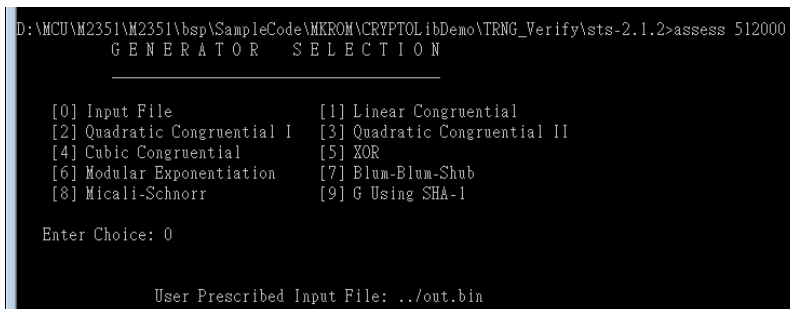 D:\MCU\M2351\M2351\bsp\SampleCode\MKROM\CRYPTOLibDemo\TRNG_Verify\sts-2.1.2>assess 512000
G E N E R A T O R   S E L E C T I O N
[0] Input File [1] Linear Congruential
[2] Quadratic Congruential I [3] Quadratic Congruential II
[4] Cubic Congruential [5] XOR
[6] Modular Exponentiation [7] Blum-Blum-Shub
[8] Micali-Schnorr [9] G Using SHA-1
Enter Choice: 0
User Prescribed Input File: ../out.bin